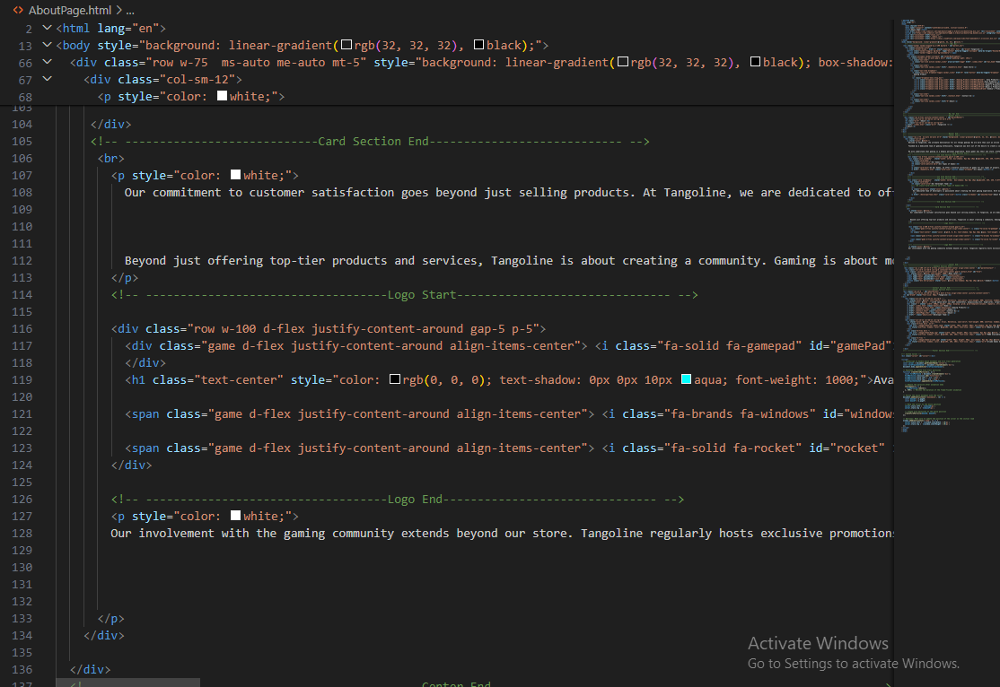 AboutPage.html > ...
2 <html lang="en">
13 <body style="background: linear-gradient(rgb(32, 32, 32), black);">
66 <div class="row w-75  ms-auto me-auto mt-5" style="background: linear-gradient(rgb(32, 32, 32), black); box-shadow:
67 <div class="col-sm-12">
68 <p style="color: white;">
103
104 </div>
105 <!-- ----------------------------Card Section End---------------------------- -->
106 <br>
107 <p style="color: white;">
108 Our commitment to customer satisfaction goes beyond just selling products. At Tangoline, we are dedicated to of
109
110
111
112 Beyond just offering top-tier products and services, Tangoline is about creating a community. Gaming is about m
113 </p>
114 <!-- -----------------------------------Logo Start------------------------------- -->
115
116 <div class="row w-100 d-flex justify-content-around gap-5 p-5">
117 <div class="game d-flex justify-content-around align-items-center"> <i class="fa-solid fa-gamepad" id="gamePad"
118 </div>
119 <h1 class="text-center" style="color: rgb(0, 0, 0); text-shadow: 0px 0px 10px aqua; font-weight: 1000;">Ava
120
121 <span class="game d-flex justify-content-around align-items-center"> <i class="fa-brands fa-windows" id="window
122
123 <span class="game d-flex justify-content-around align-items-center"> <i class="fa-solid fa-rocket" id="rocket"
124 </div>
125
126 <!-- -----------------------------------Logo End------------------------------- -->
127 <p style="color: white;">
128 Our involvement with the gaming community extends beyond our store. Tangoline regularly hosts exclusive promotion
129
130
131
132
133 </p>
134 </div>
135
136 </div>
137 <! Center End
Activate Windows
Go to Settings to activate Windows.